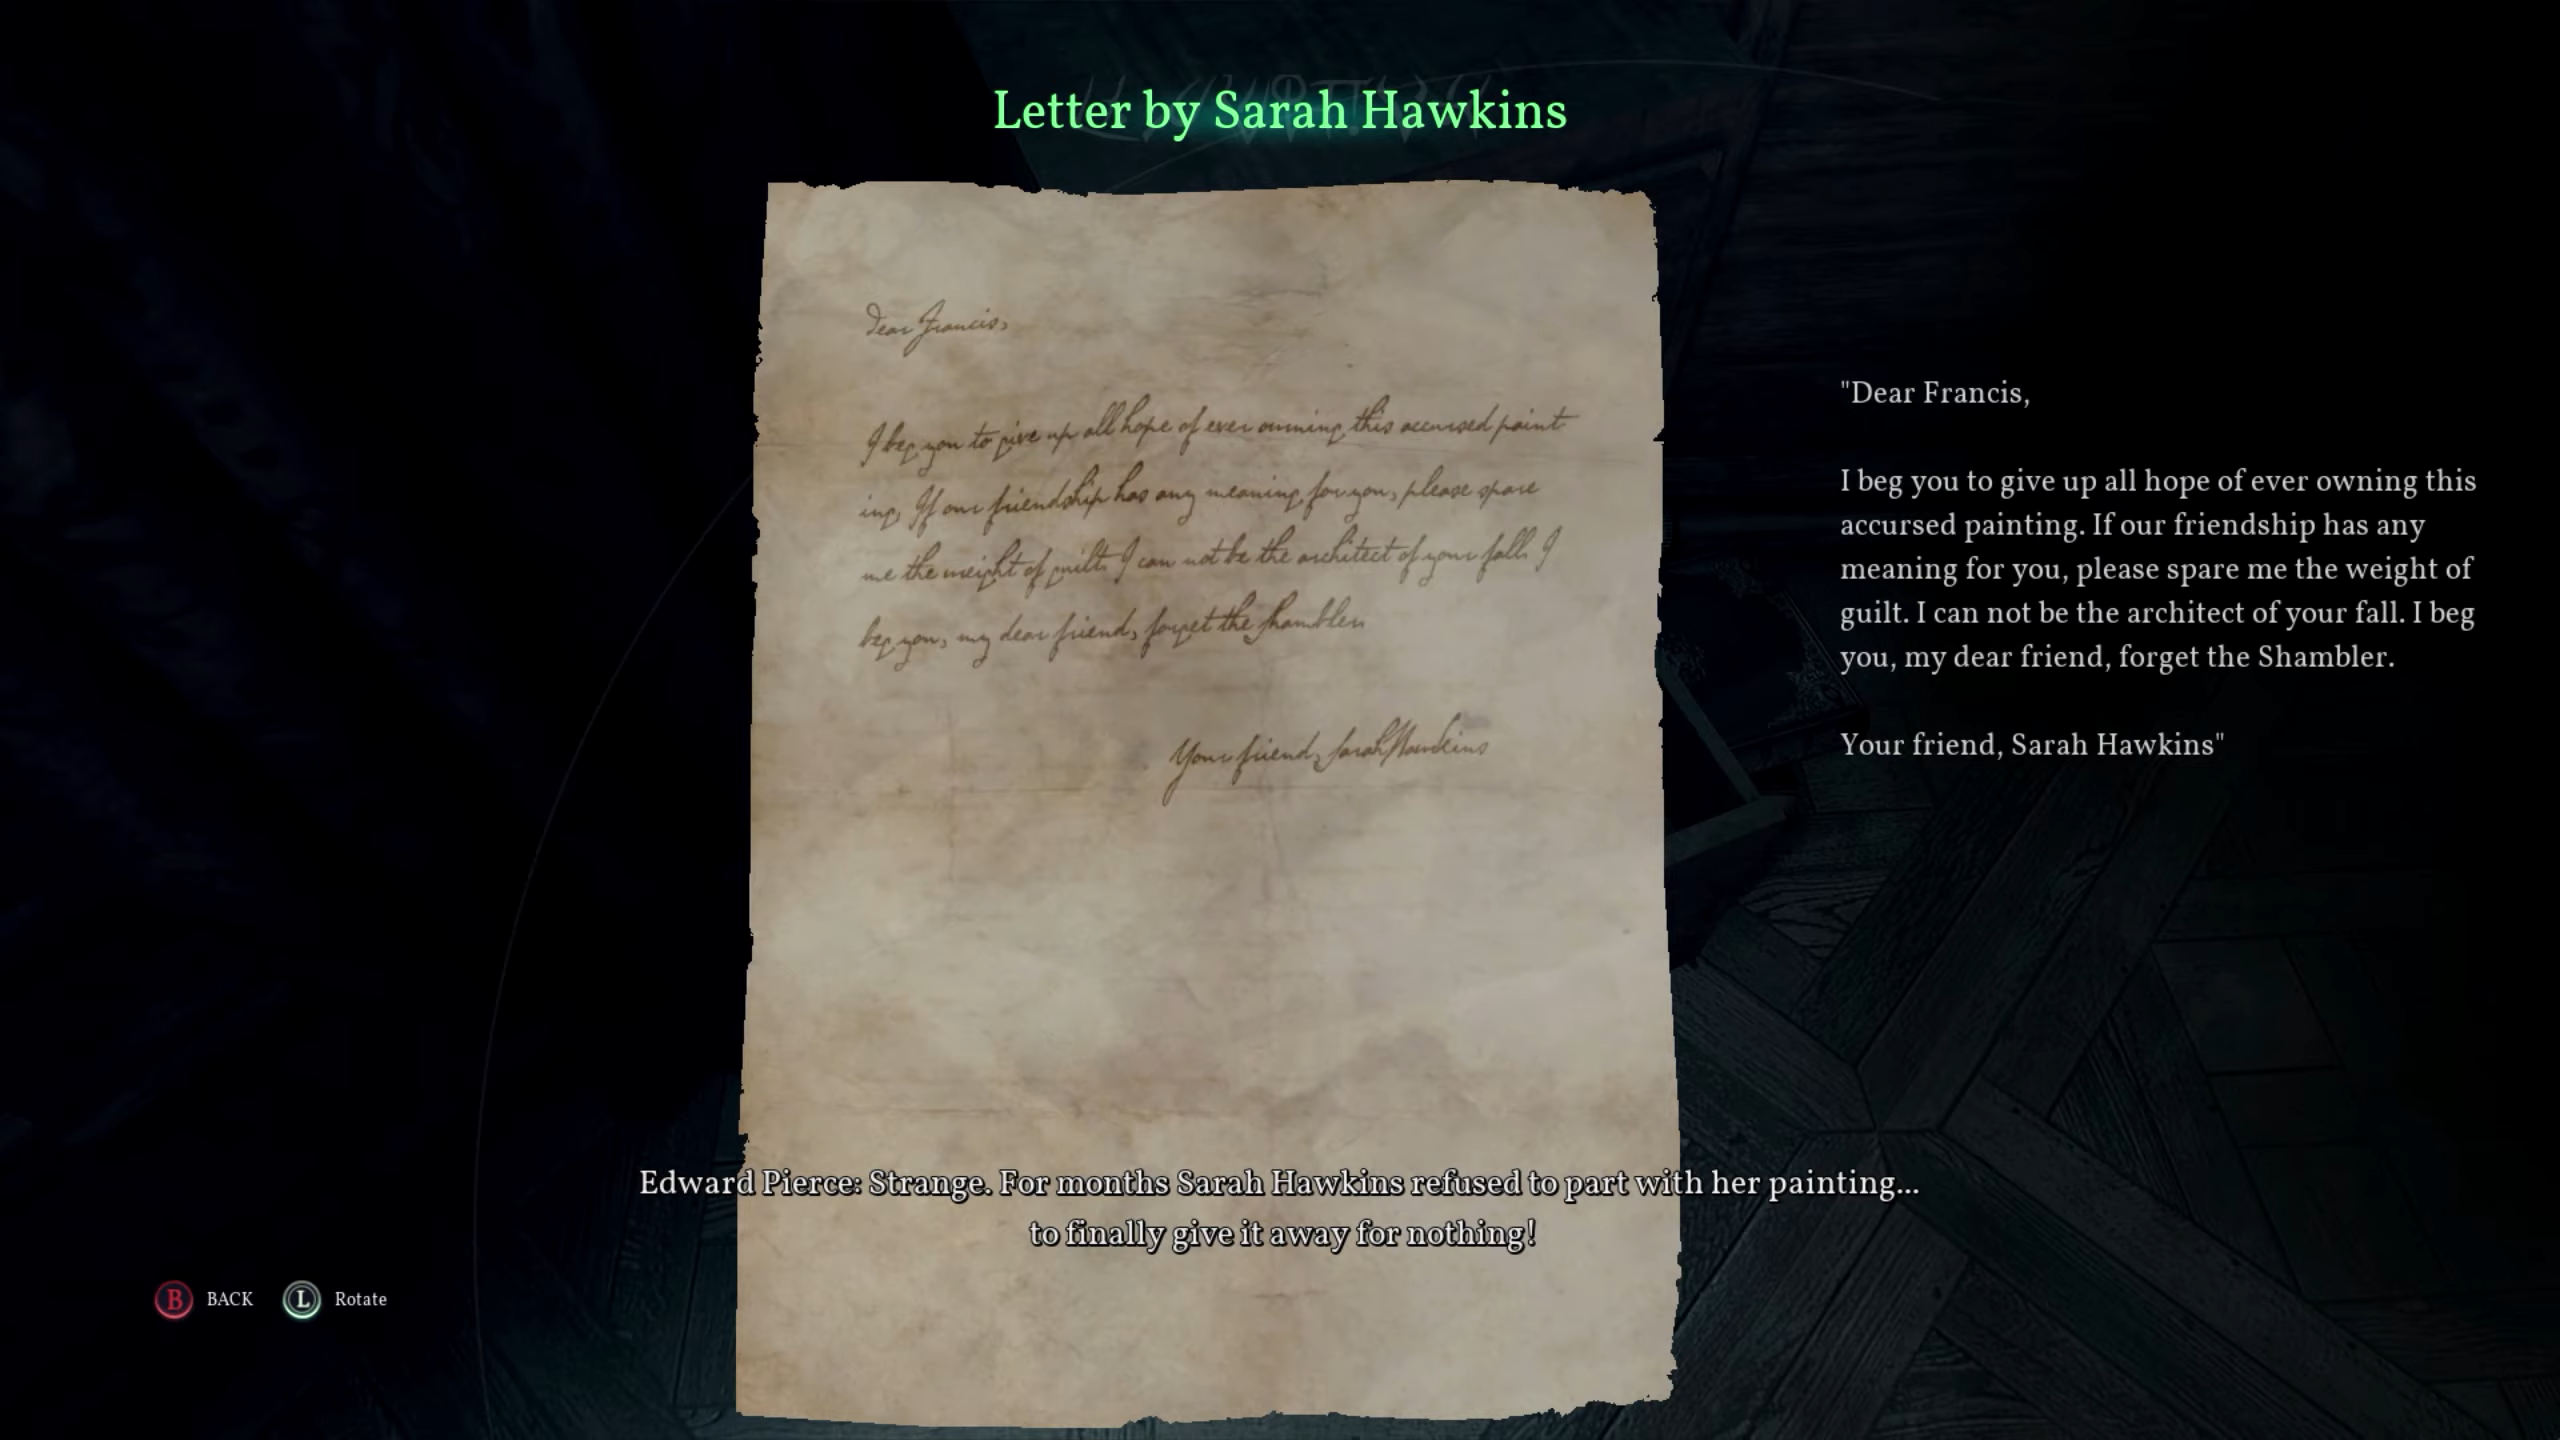 Letter by Sarah Hawkins
Dear Francis,
I beg you to give up all hope of ever owning this accursed paint
ing. If our friendship has any meaning for you, please spare
me the weight of guilt. I can not be the architect of your fall. I
beg you, my dear friend, forget the Shambler.
Your friend, Sarah Hawkins
"Dear Francis,
I beg you to give up all hope of ever owning this
accursed painting. If our friendship has any
meaning for you, please spare me the weight of
guilt. I can not be the architect of your fall. I beg
you, my dear friend, forget the Shambler.
Your friend, Sarah Hawkins"
Edward Pierce: Strange. For months Sarah Hawkins refused to part with her painting...
to finally give it away for nothing!
B BACK L Rotate